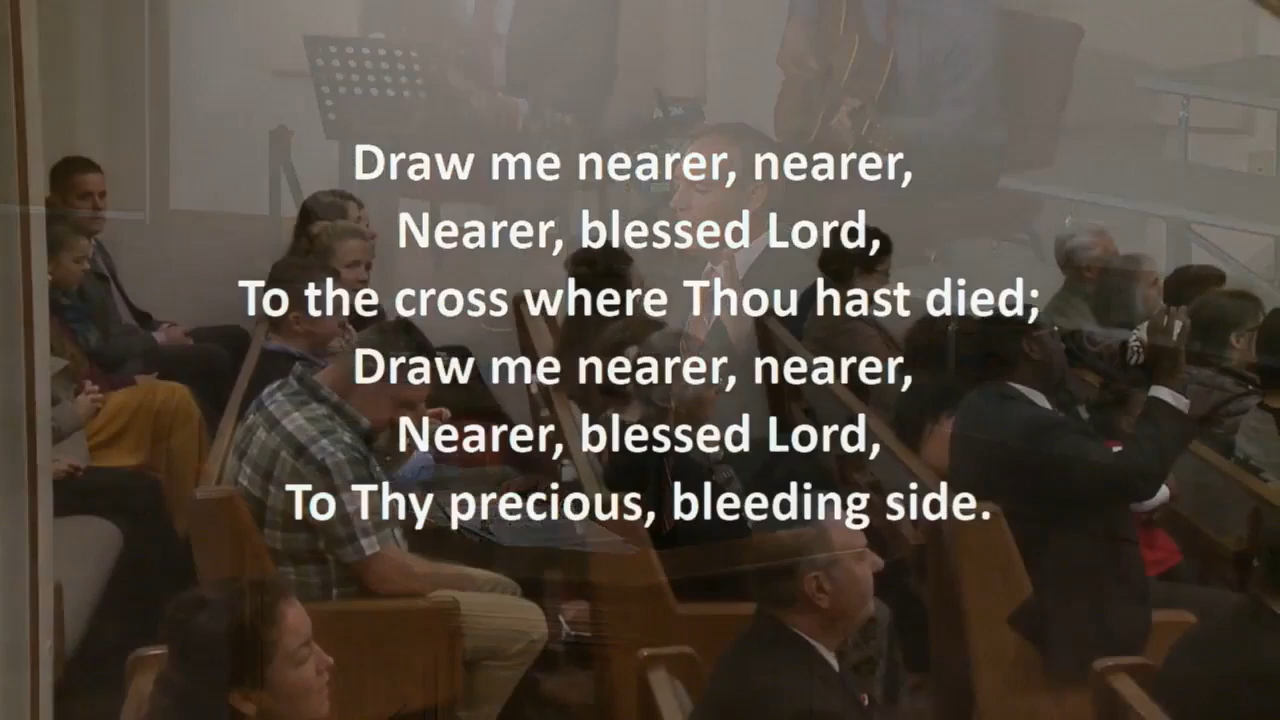 Draw me nearer, nearer,
Nearer, blessed Lord,
To the cross where Thou hast died;
Draw me nearer, nearer,
Nearer, blessed Lord,
To Thy precious, bleeding side.